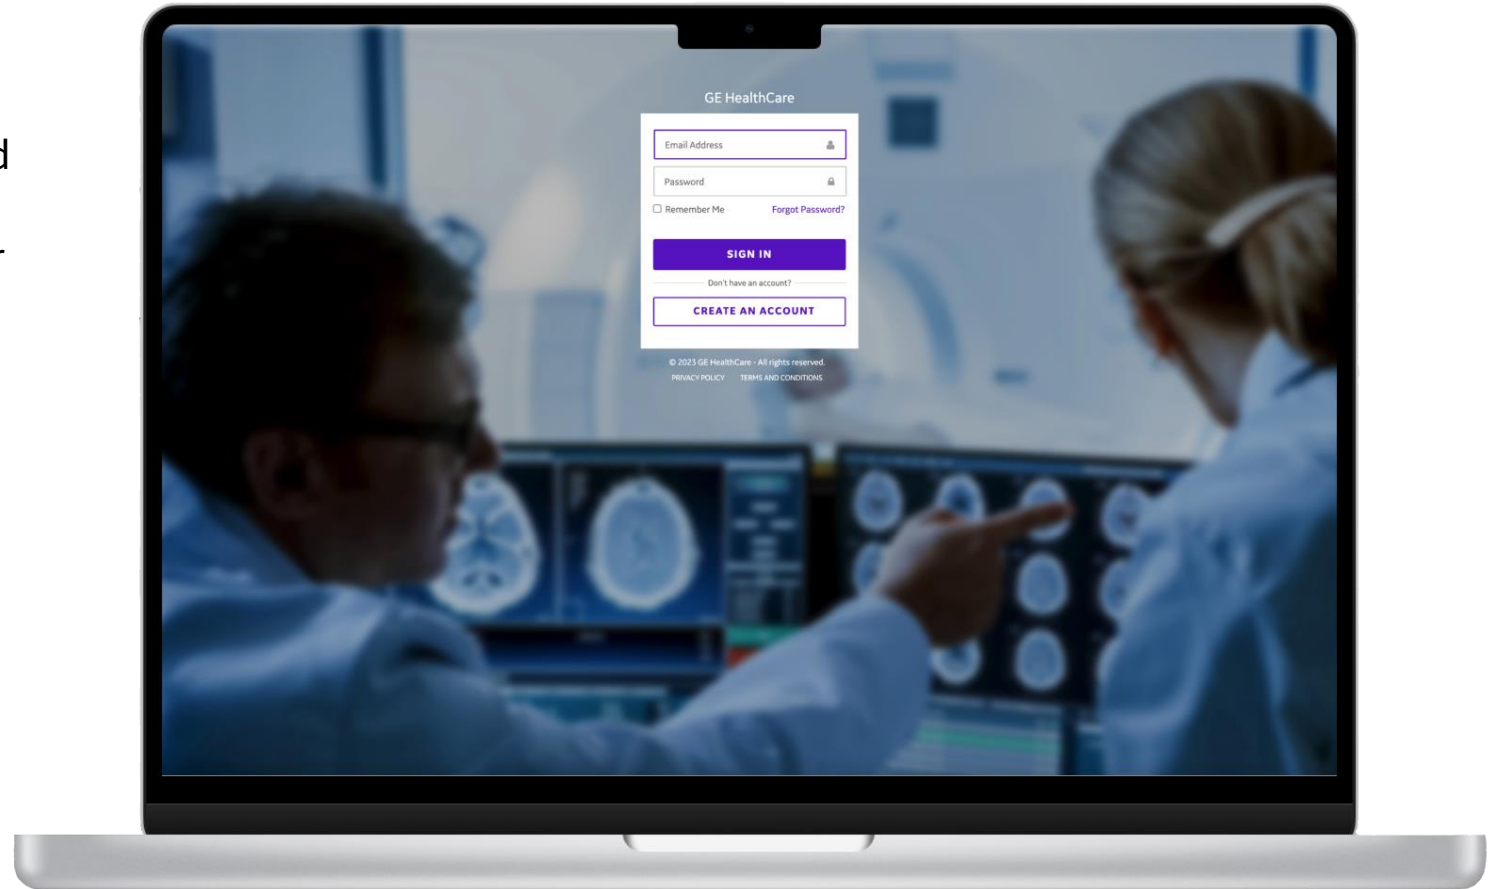 d
r
GE HealthCare
Email Address
Password
Remember Me Forgot Password?
SIGN IN
Don't have an account?
CREATE AN ACCOUNT
© 2023 GE HealthCare - All rights reserved.
PRIVACY POLICY TERMS AND CONDITIONS